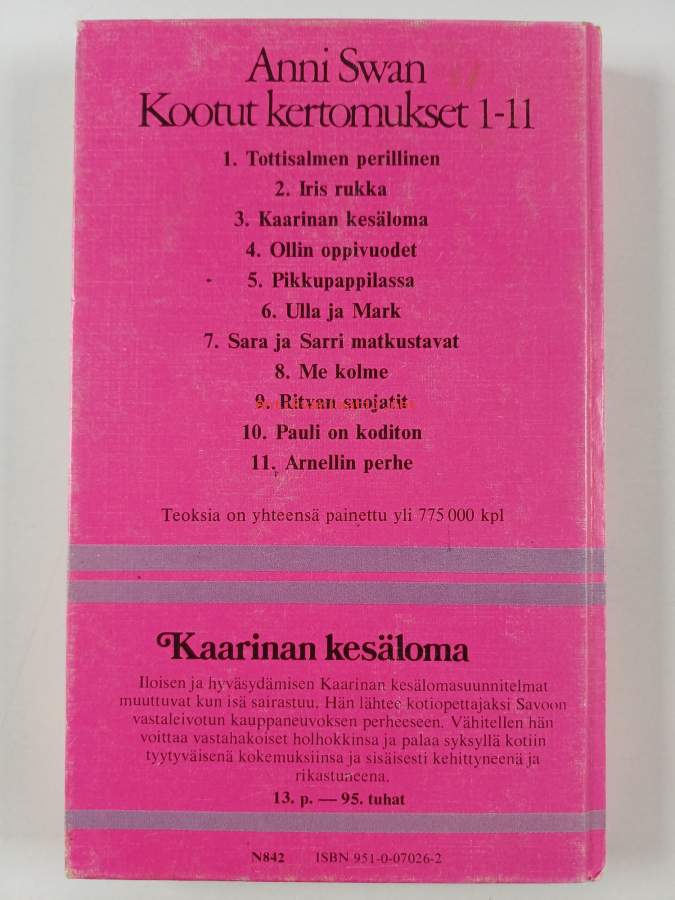 Anni Swan
Kootut kertomukset 1-11
1. Tottisalmen perillinen
2. Iris rukka
3. Kaarinan kesäloma
4. Ollin oppivuodet
5. Pikkupappilassa
6. Ulla ja Mark
7. Sara ja Sarri matkustavat
8. Me kolme
9. Ritvan suojatit
10. Pauli on koditon
11. Arnellin perhe
Teoksia on yhteensä painettu yli 775 000 kpl
Kaarinan kesäloma
Iloisen ja hyväsydämisen Kaarinan kesälomasuunnitelmat
muuttuvat kun isä sairastuu. Hän lähtee kotiopettajaksi Savoon
vastaleivotun kauppaneuvoksen perheeseen. Vähitellen hän
voittaa vastahakoiset holhokkinsa ja palaa syksyllä kotiin
tyytyväisenä kokemuksiinsa ja sisäisesti kehittyneenä ja
rikastuneena.
13. p. — 95. tuhat
N842 ISBN 951-0-07026-2